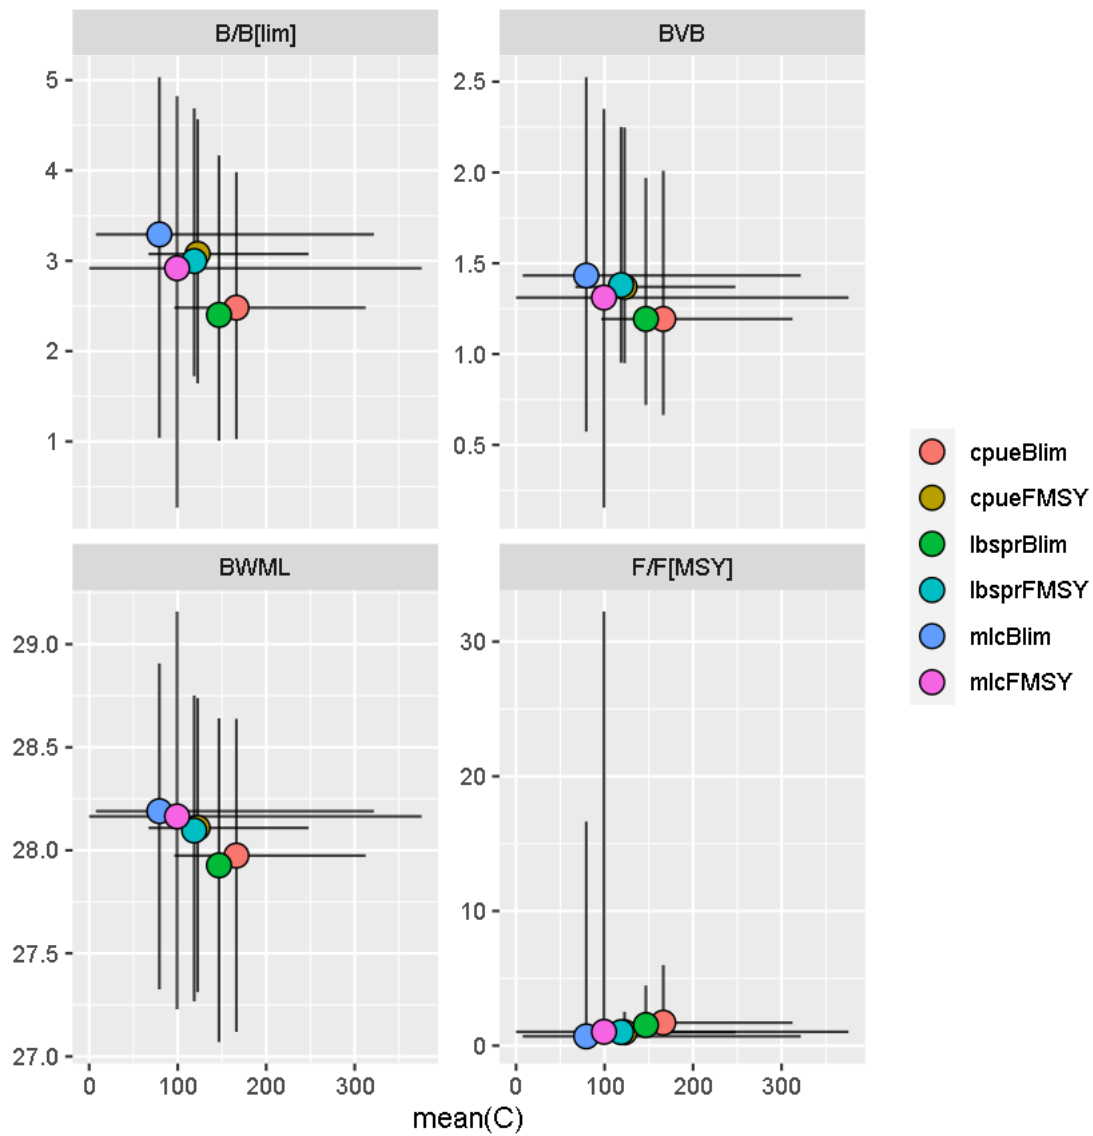 B/B[lim]
BVB
5
4
3
2
1
2.5
2.0
1.5
1.0
0.5
BWML
F/F[MSY]
29.0
28.5
28.0
27.5
27.0
30
20
10
0
0 100 200 300
0 100 200 300
mean(C)
cpueBlim
cpueFMSY
lbsprBlim
lbsprFMSY
mlcBlim
mlcFMSY